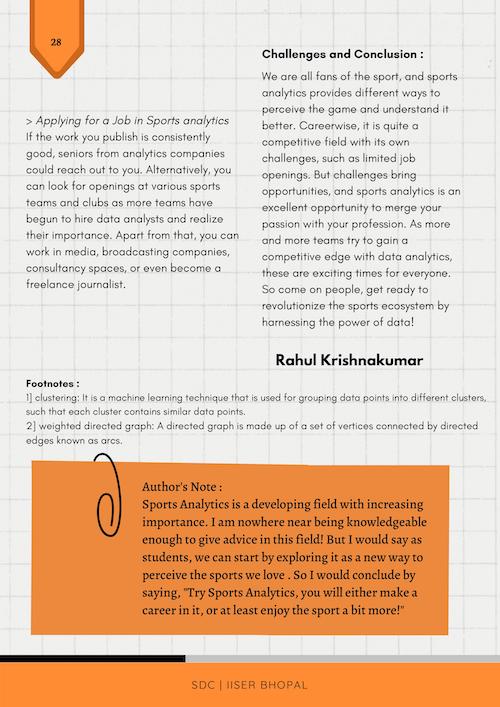 28
> Applying for a Job in Sports analytics
If the work you publish is consistently
good, seniors from analytics companies
could reach out to you. Alternatively, you
can look for openings at various sports
teams and clubs as more teams have
begun to hire data analysts and realize
their importance. Apart from that, you can
work in media, broadcasting companies,
consultancy spaces, or even become a
freelance journalist.
Challenges and Conclusion :
We are all fans of the sport, and sports
analytics provides different ways to
perceive the game and understand it
better. Careerwise, it is quite a
competitive field with its own
challenges, such as limited job
openings. But challenges bring
opportunities, and sports analytics is an
excellent opportunity to merge your
passion with your profession. As more
and more teams try to gain a
competitive edge with data analytics,
these are exciting times for everyone.
So come on people, get ready to
revolutionize the sports ecosystem by
harnessing the power of data!
Rahul Krishnakumar
Footnotes :
1] clustering: It is a machine learning technique that is used for grouping data points into different clusters,
such that each cluster contains similar data points.
2] weighted directed graph: A directed graph is made up of a set of vertices connected by directed
edges known as arcs.
Author's Note :
Sports Analytics is a developing field with increasing
importance. I am nowhere near being knowledgeable
enough to give advice in this field! But I would say as
students, we can start by exploring it as a new way to
perceive the sports we love . So I would conclude by
saying, "Try Sports Analytics, you will either make a
career in it, or at least enjoy the sport a bit more!"
SDC | IISER BHOPAL